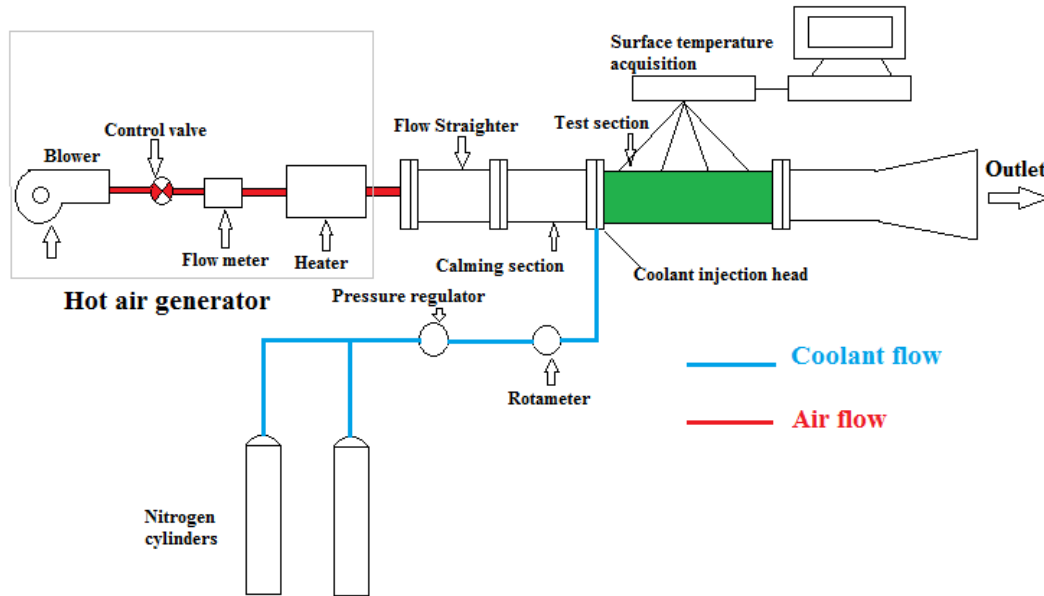 Surface temperature
acquisition
Control valve
Flow Straighter
Test section
Blower
Outlet
Flow meter
Heater
Calming section
Coolant injection head
Hot air generator
Pressure regulator
Coolant flow
Rotameter
Air flow
Nitrogen
cylinders